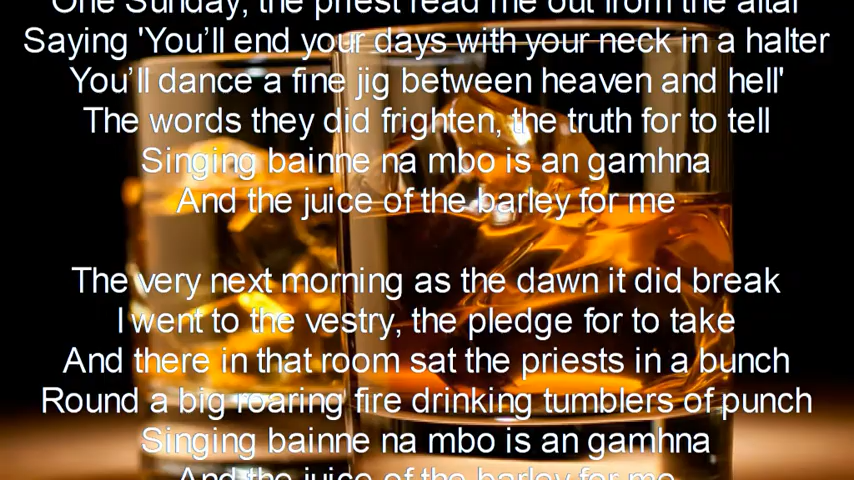 One Sunday, the priest read me out from the altar
Saying 'You’ll end your days with your neck in a halter
You’ll dance a fine jig between heaven and hell'
The words they did frighten, the truth for to tell
Singing bainne na mbo is an gamhna
And the juice of the barley for me
The very next morning as the dawn it did break
I went to the vestry, the pledge for to take
And there in that room sat the priests in a bunch
Round a big roaring fire drinking tumblers of punch
Singing bainne na mbo is an gamhna
And the juice of the barley for me